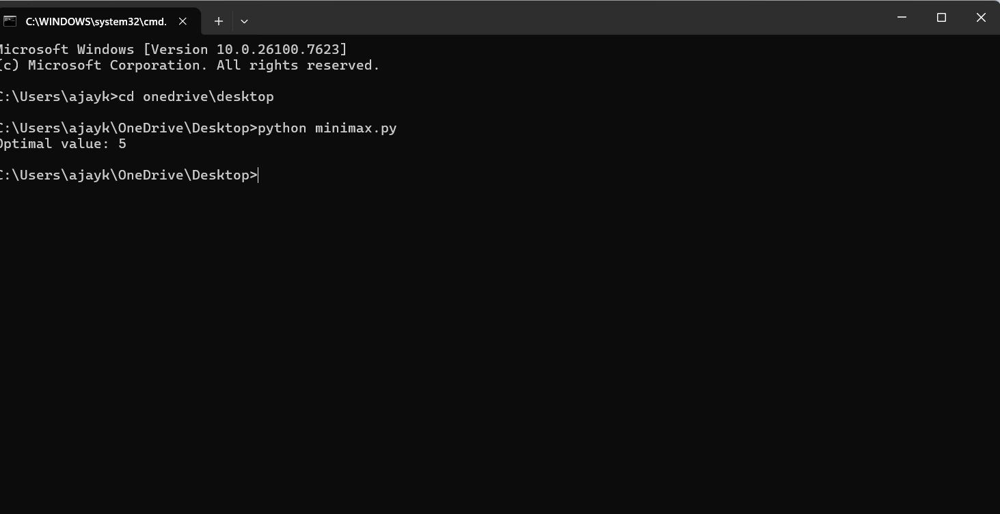 C:\WINDOWS\system32\cmd.
Microsoft Windows [Version 10.0.26100.7623]
(c) Microsoft Corporation. All rights reserved.
C:\Users\ajayk>cd onedrive\desktop
C:\Users\ajayk\OneDrive\Desktop>python minimax.py
Optimal value: 5
C:\Users\ajayk\OneDrive\Desktop>